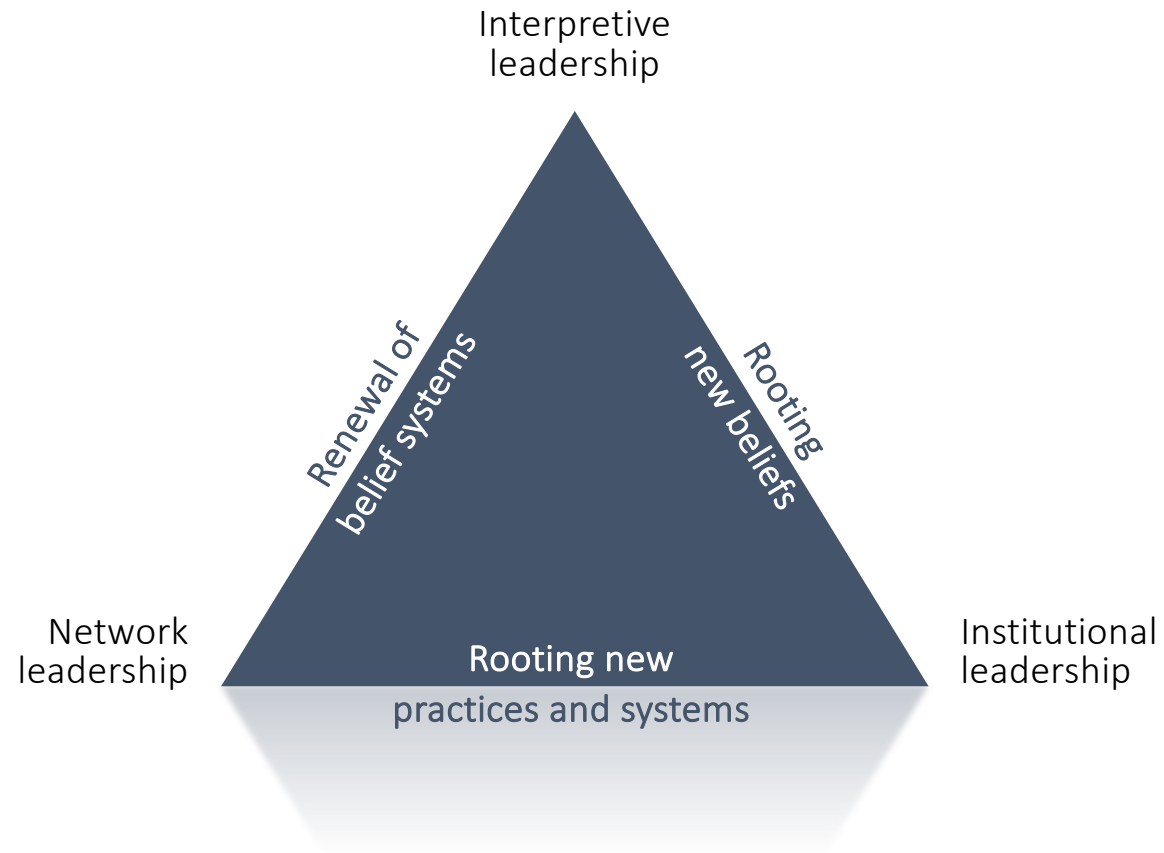 Interpretive
leadership
Renewal of
belief systems
Rooting
new beliefs
Network
leadership
Institutional
leadership
Rooting new
practices and systems